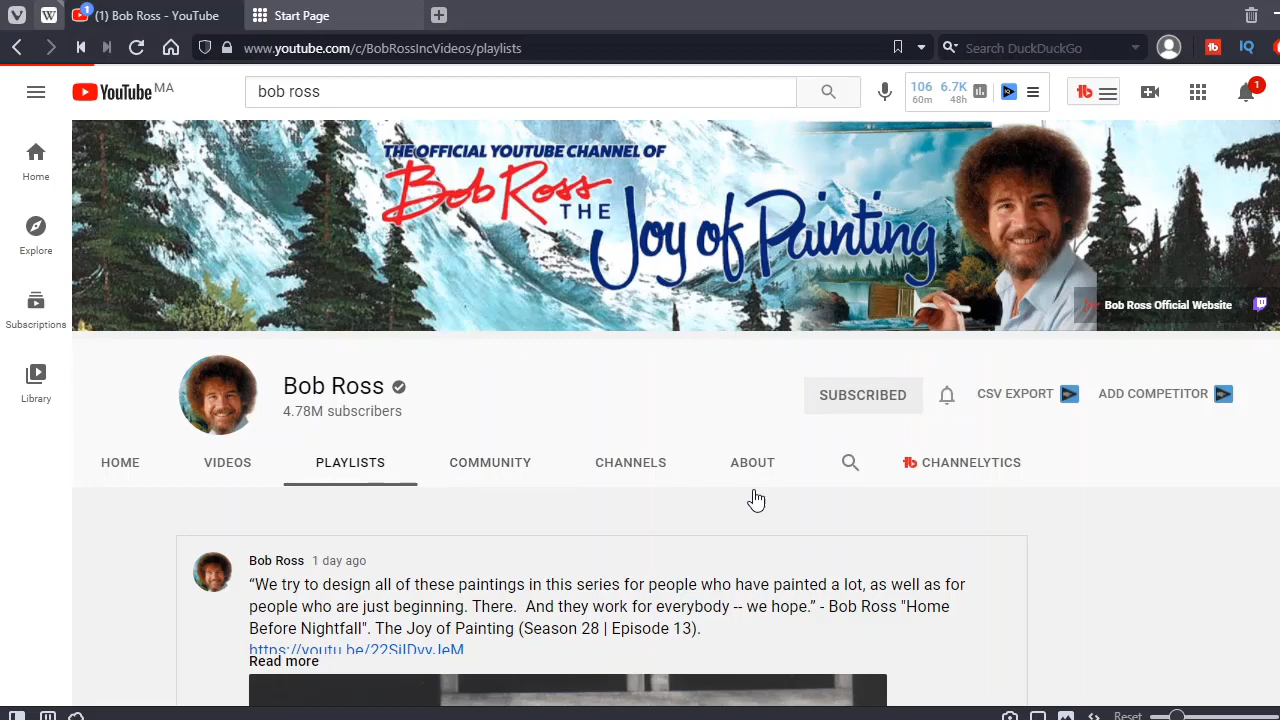 (1) Bob Ross - YouTube
Start Page
www.youtube.com/c/BobRossIncVideos/playlists
Search DuckDuckGo
YouTube MA
bob ross
106 6.7K
60m 48h
1
Home
Explore
Subscriptions
Library
THE OFFICIAL YOUTUBE CHANNEL OF
Bob Ross
THE
Joy of Painting
Bob Ross Official Website
Bob Ross
4.78M subscribers
SUBSCRIBED
CSV EXPORT
ADD COMPETITOR
HOME VIDEOS PLAYLISTS COMMUNITY CHANNELS ABOUT CHANNELYTICS
Bob Ross 1 day ago
“We try to design all of these paintings in this series for people who have painted a lot, as well as for
people who are just beginning. There.  And they work for everybody -- we hope.” - Bob Ross "Home
Before Nightfall". The Joy of Painting (Season 28 | Episode 13).
Read more
Reset